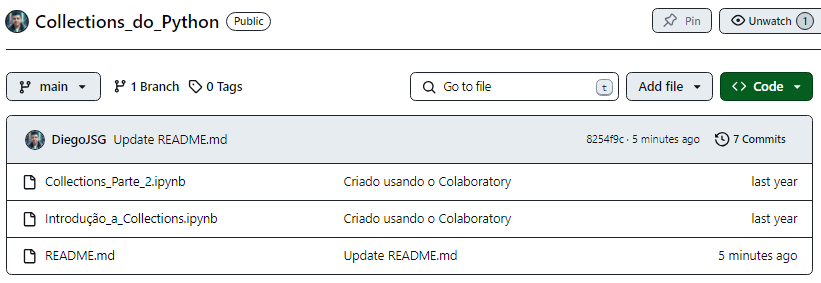 Collections_do_Python Public Pin Unwatch 1
main 1 Branch 0 Tags Go to file t Add file <> Code
DiegoJSG Update README.md 8254f9c · 5 minutes ago 7 Commits
Collections_Parte_2.ipynb Criado usando o Colaboratory last year
Introdução_a_Collections.ipynb Criado usando o Colaboratory last year
README.md Update README.md 5 minutes ago